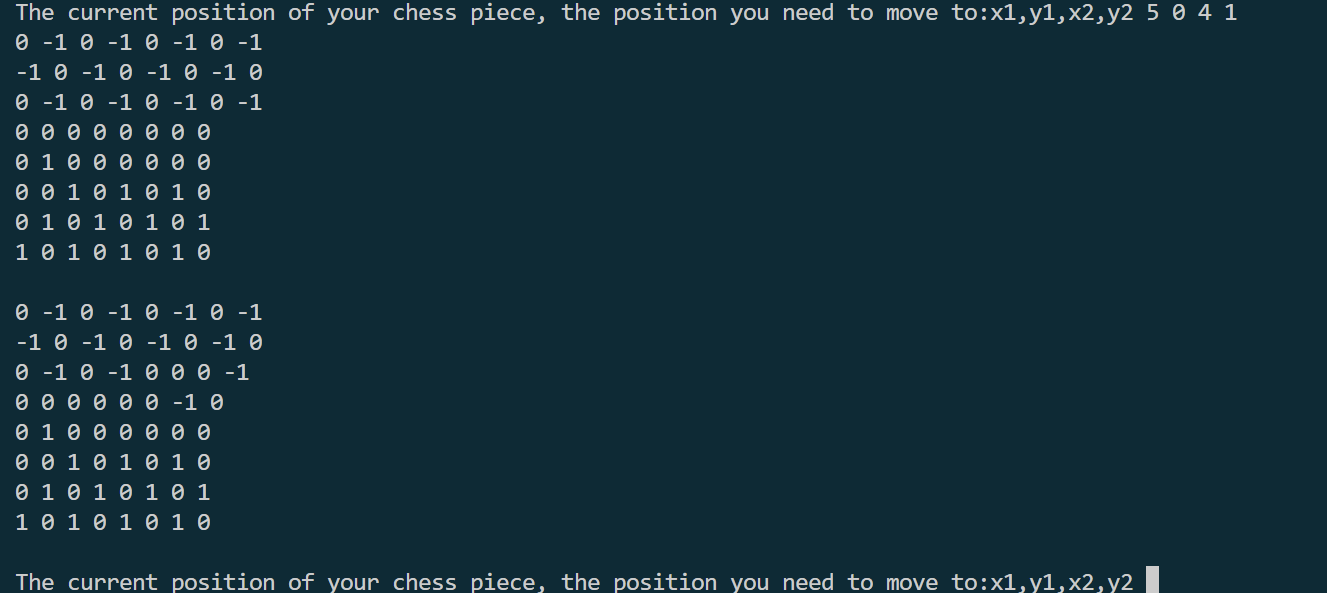 The current position of your chess piece, the position you need to move to:x1,y1,x2,y2 5 0 4 1
0 -1 0 -1 0 -1 0 -1
-1 0 -1 0 -1 0 -1 0
0 -1 0 -1 0 -1 0 -1
0 0 0 0 0 0 0 0
0 1 0 0 0 0 0 0
0 0 1 0 1 0 1 0
0 1 0 1 0 1 0 1
1 0 1 0 1 0 1 0
0 -1 0 -1 0 -1 0 -1
-1 0 -1 0 -1 0 -1 0
0 -1 0 -1 0 0 0 -1
0 0 0 0 0 0 -1 0
0 1 0 0 0 0 0 0
0 0 1 0 1 0 1 0
0 1 0 1 0 1 0 1
1 0 1 0 1 0 1 0
The current position of your chess piece, the position you need to move to:x1,y1,x2,y2